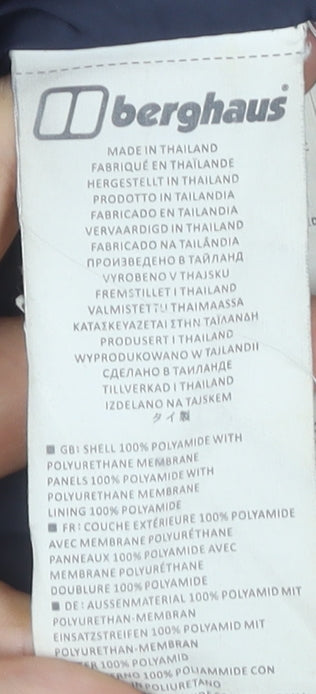 berghaus
MADE IN THAILAND
FABRIQUÉ EN THAÏLANDE
HERGESTELLT IN THAILAND
PRODOTTO IN TAILANDIA
FABRICADO EN TAILANDIA
VERVAARDIGD IN THAILAND
FABRICADO NA TAILÂNDIA
ПРОИЗВЕДЕНО В ТАЙЛАНД
VYROBENO V THAJSKU
FREMSTILLET I THAILAND
VALMISTETTU THAIMAASSA
ΚΑΤΑΣΚΕΥΑΖΕΤΑΙ ΣΤΗΝ ΤΑΪΛΑΝΔΗ
PRODUSERT I THAILAND
WYPRODUKOWANO W TAJLANDII
СДЕЛАНО В ТАИЛАНДЕ
TILLVERKAD I THAILAND
IZDELANO NA TAJSKEM
タイ製
■ GB: SHELL 100% POLYAMIDE WITH
POLYURETHANE MEMBRANE
PANELS 100% POLYAMIDE WITH
POLYURETHANE MEMBRANE
LINING 100% POLYAMIDE
■ FR: COUCHE EXTÉRIEURE 100% POLYAMIDE
AVEC MEMBRANE POLYURÉTHANE
PANNEAUX 100% POLYAMIDE AVEC
MEMBRANE POLYURÉTHANE
DOUBLURE 100% POLYAMIDE
■ DE: AUSSENMATERIAL 100% POLYAMID MIT
POLYURETHAN-MEMBRAN
EINSATZSTREIFEN 100% POLYAMID MIT
POLYURETHAN-MEMBRAN
100% POLYAMID
100% POLIAMMIDE CON
POLIURETANO